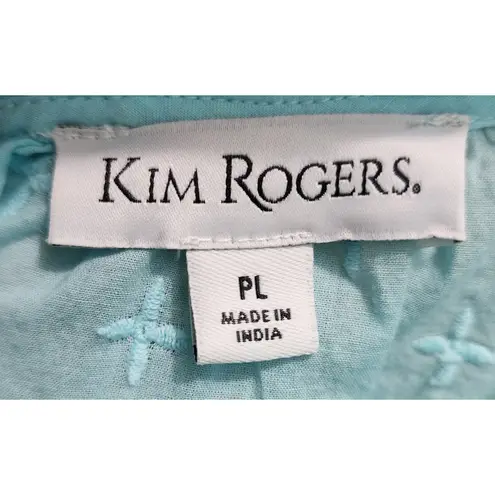 KIM ROGERS®
PL
MADE IN
INDIA